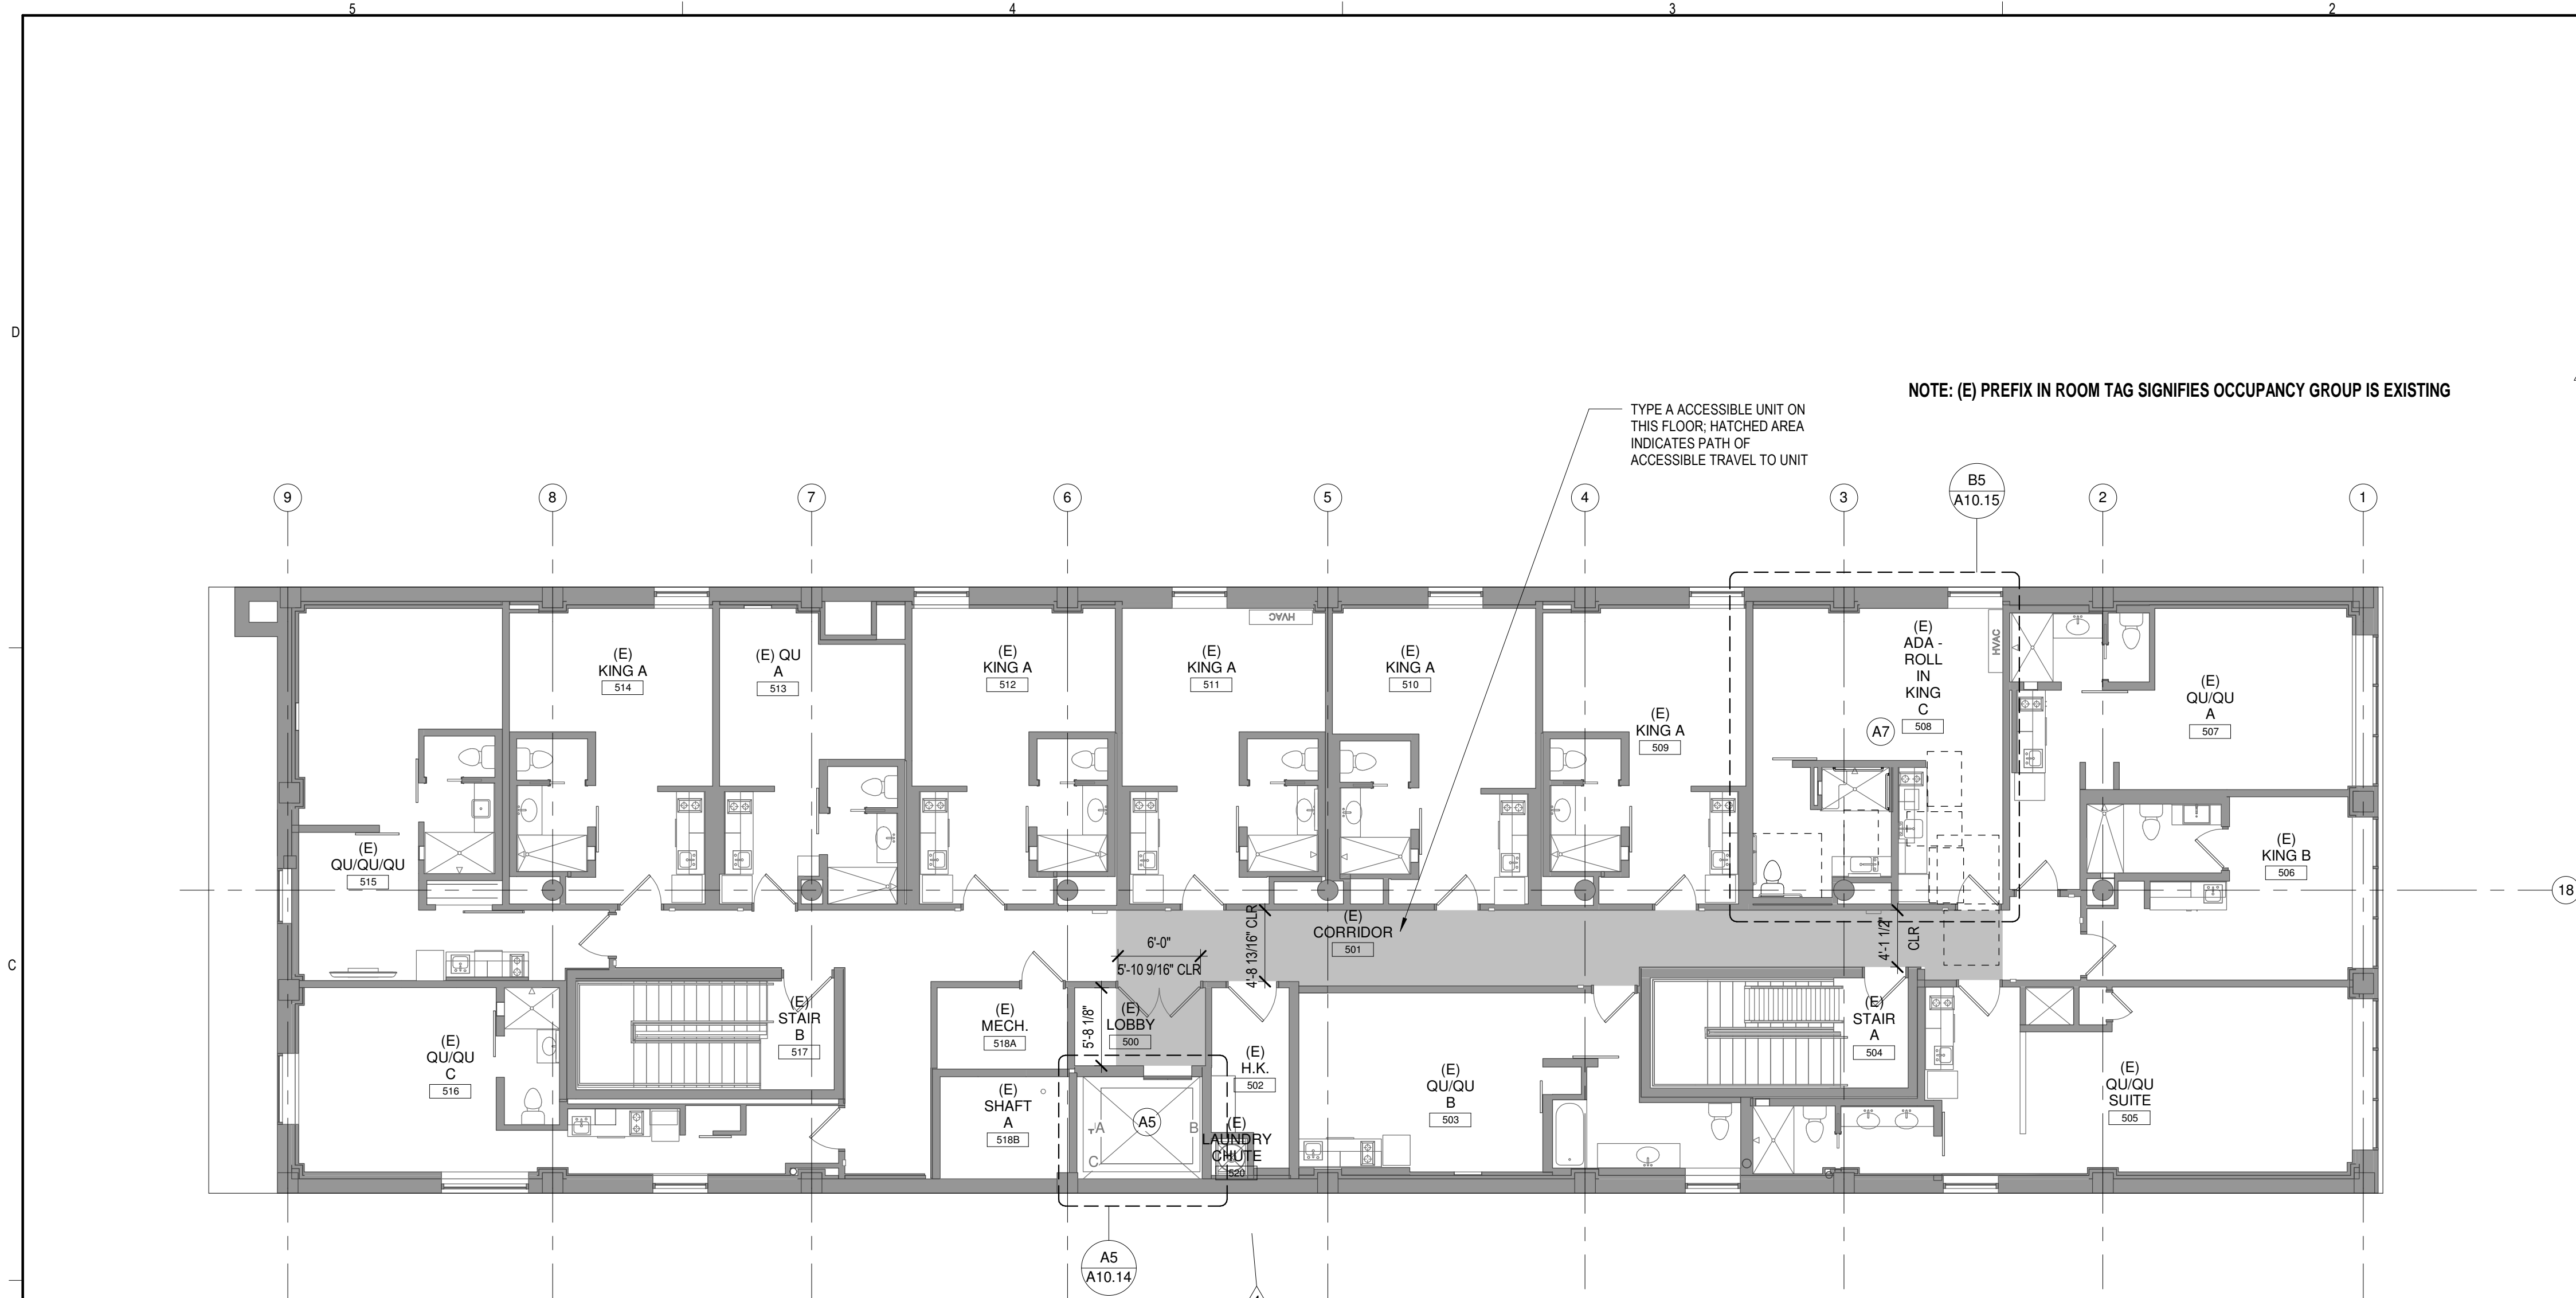 5
4
3
2
D
NOTE: (E) PREFIX IN ROOM TAG SIGNIFIES OCCUPANCY GROUP IS EXISTING
TYPE A ACCESSIBLE UNIT ON
THIS FLOOR; HATCHED AREA
INDICATES PATH OF
ACCESSIBLE TRAVEL TO UNIT
B5
A10.15
9
8
7
6
5
4
3
2
1
(E)
KING A
514
(E) QU
A
513
(E)
KING A
512
HVAC
(E)
KING A
511
(E)
KING A
510
(E)
KING A
509
(E)
ADA -
ROLL
IN
KING
C
508
HVAC
A7
(E)
QU/QU
A
507
(E)
QU/QU/QU
515
(E)
KING B
506
18
C
6'-0"
5'-10 9/16" CLR
4'-8 13/16" CLR
(E)
CORRIDOR
501
4'-1 1/2"
CLR
(E)
QU/QU
C
516
(E)
STAIR
B
517
(E)
MECH.
518A
5'-8 1/8"
(E)
LOBBY
500
(E)
H.K.
502
(E)
QU/QU
B
503
(E)
STAIR
A
504
(E)
QU/QU
SUITE
505
(E)
SHAFT
A
518B
A
A5
B
C
(E)
LAUNDRY
CHUTE
520
A5
A10.14